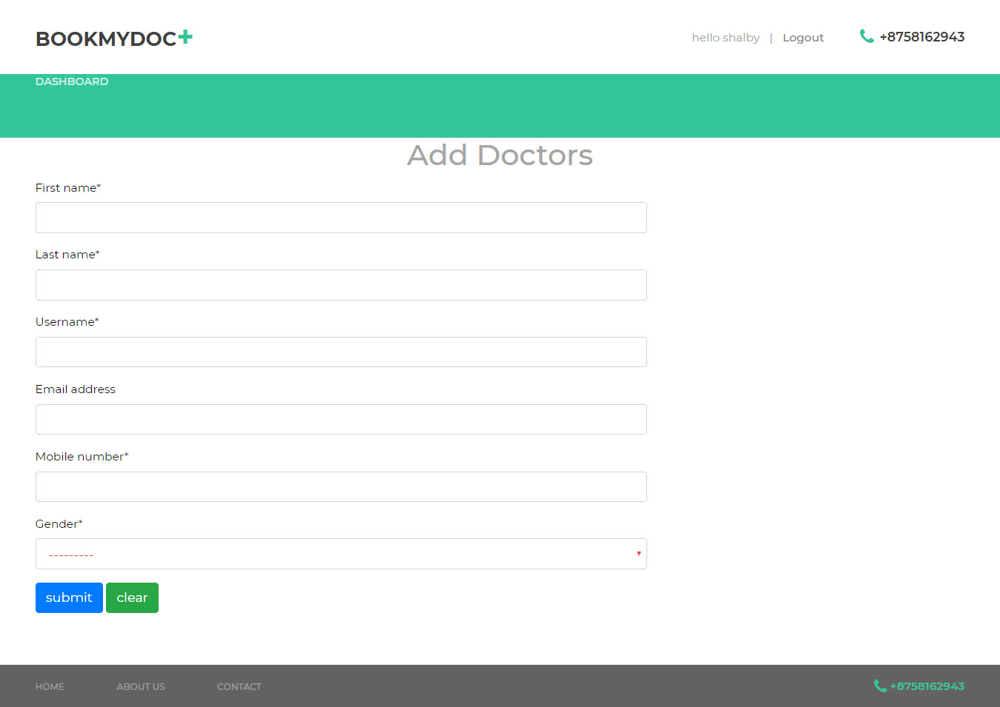 BOOKMYDOC+
hello shalby | Logout +8758162943
DASHBOARD
Add Doctors
First name*
Last name*
Username*
Email address
Mobile number*
Gender*
---------
submit clear
HOME ABOUT US CONTACT +8758162943